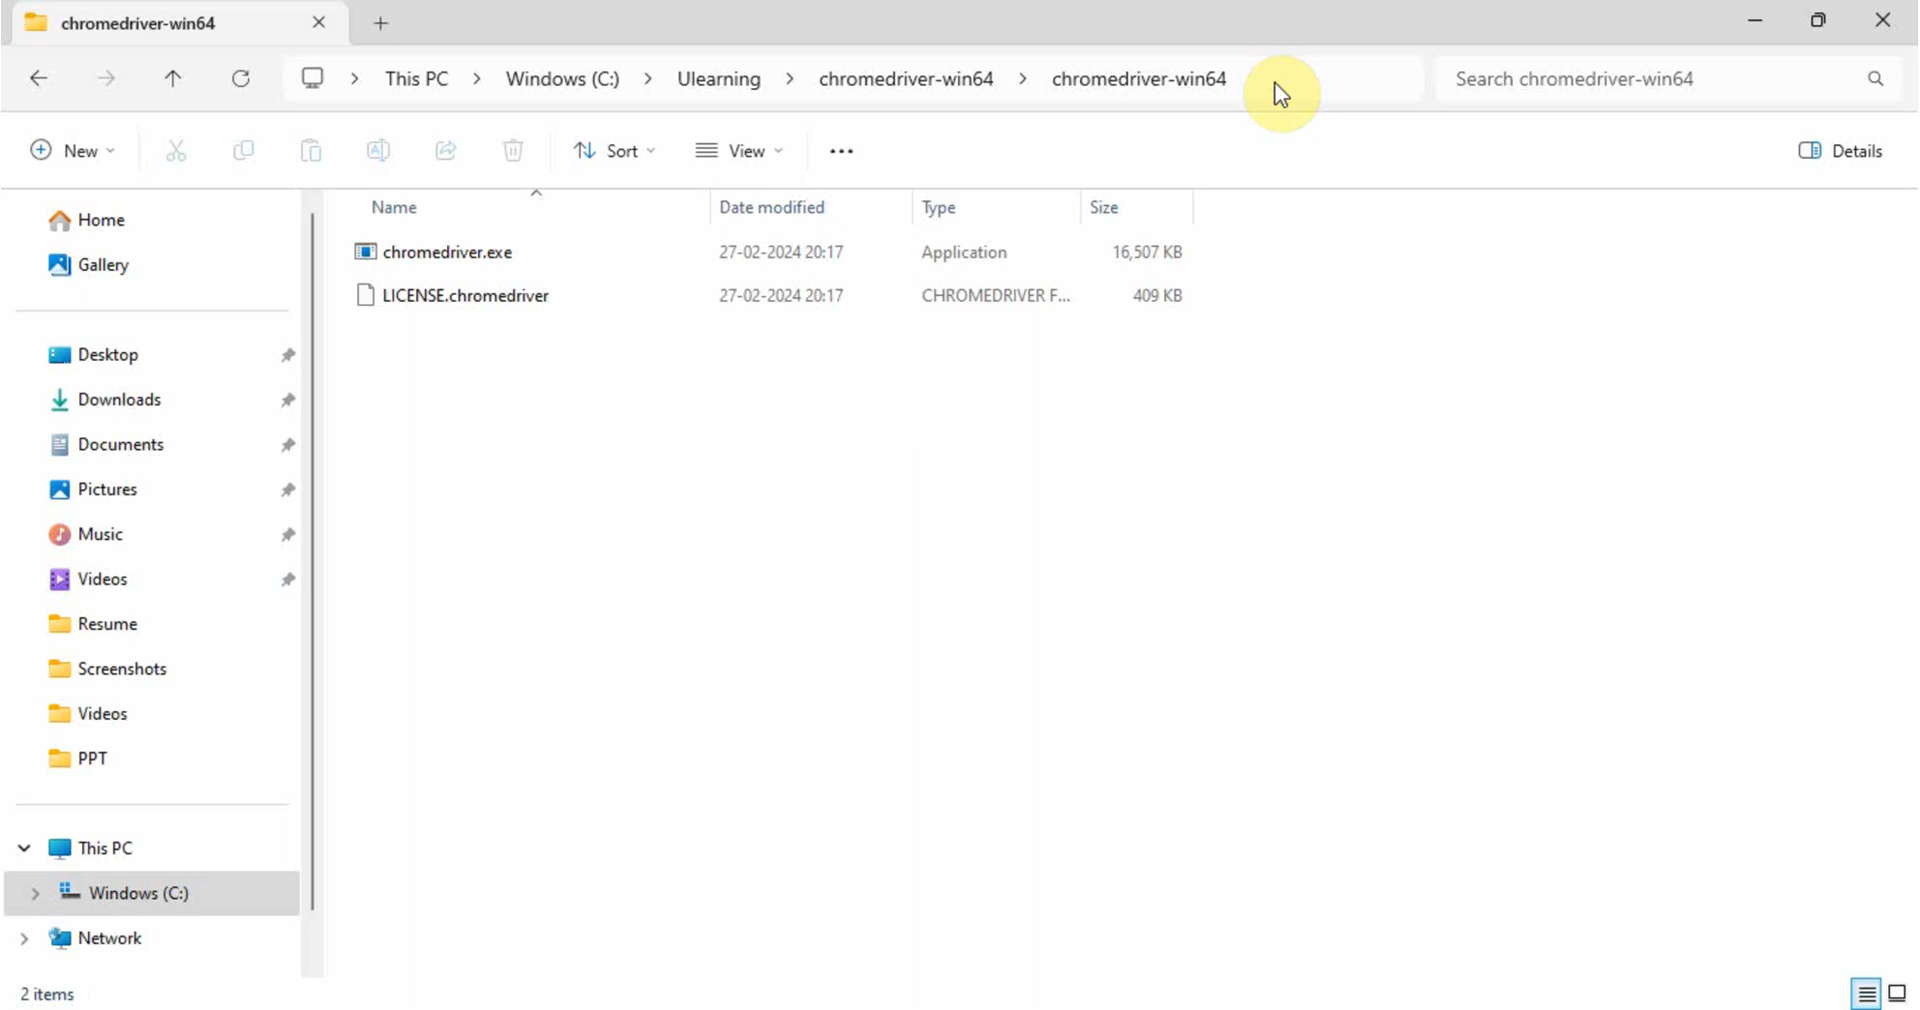 chromedriver-win64
This PC > Windows (C:) > Ulearning > chromedriver-win64 > chromedriver-win64
Search chromedriver-win64
New
Sort
View
Details
Name Date modified Type Size
chromedriver.exe 27-02-2024 20:17 Application 16,507 KB
LICENSE.chromedriver 27-02-2024 20:17 CHROMEDRIVER F... 409 KB
Home
Gallery
Desktop
Downloads
Documents
Pictures
Music
Videos
Resume
Screenshots
Videos
PPT
This PC
Windows (C:)
Network
2 items